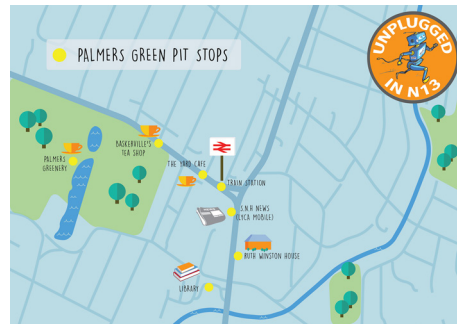 PALMERS GREEN PIT STOPS
UNPLUGGED
IN N13
BASKERVILLE'S
TEA SHOP
PALMERS
GREENERY
THE YARD CAFE
TRAIN STATION
S.N.R NEWS
(LYCA MOBILE)
RUTH WINSTON HOUSE
LIBRARY